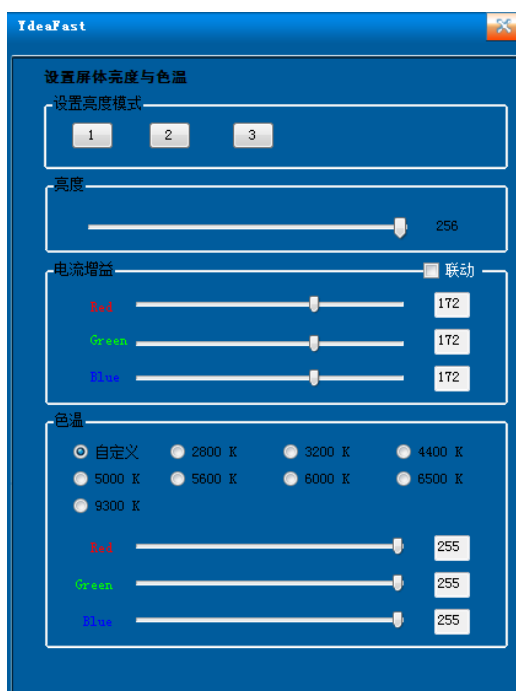 YdeaFast
设置屏体亮度与色温
设置亮度模式
1 2 3
亮度
256
电流增益 联动
Red 172
Green 172
Blue 172
色温
自定义 2800 K 3200 K 4400 K
5000 K 5600 K 6000 K 6500 K
9300 K
Red 255
Green 255
Blue 255